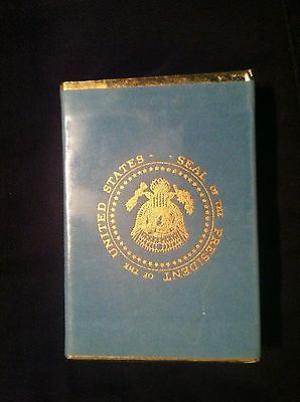 SEAL OF THE PRESIDENT OF THE UNITED STATES